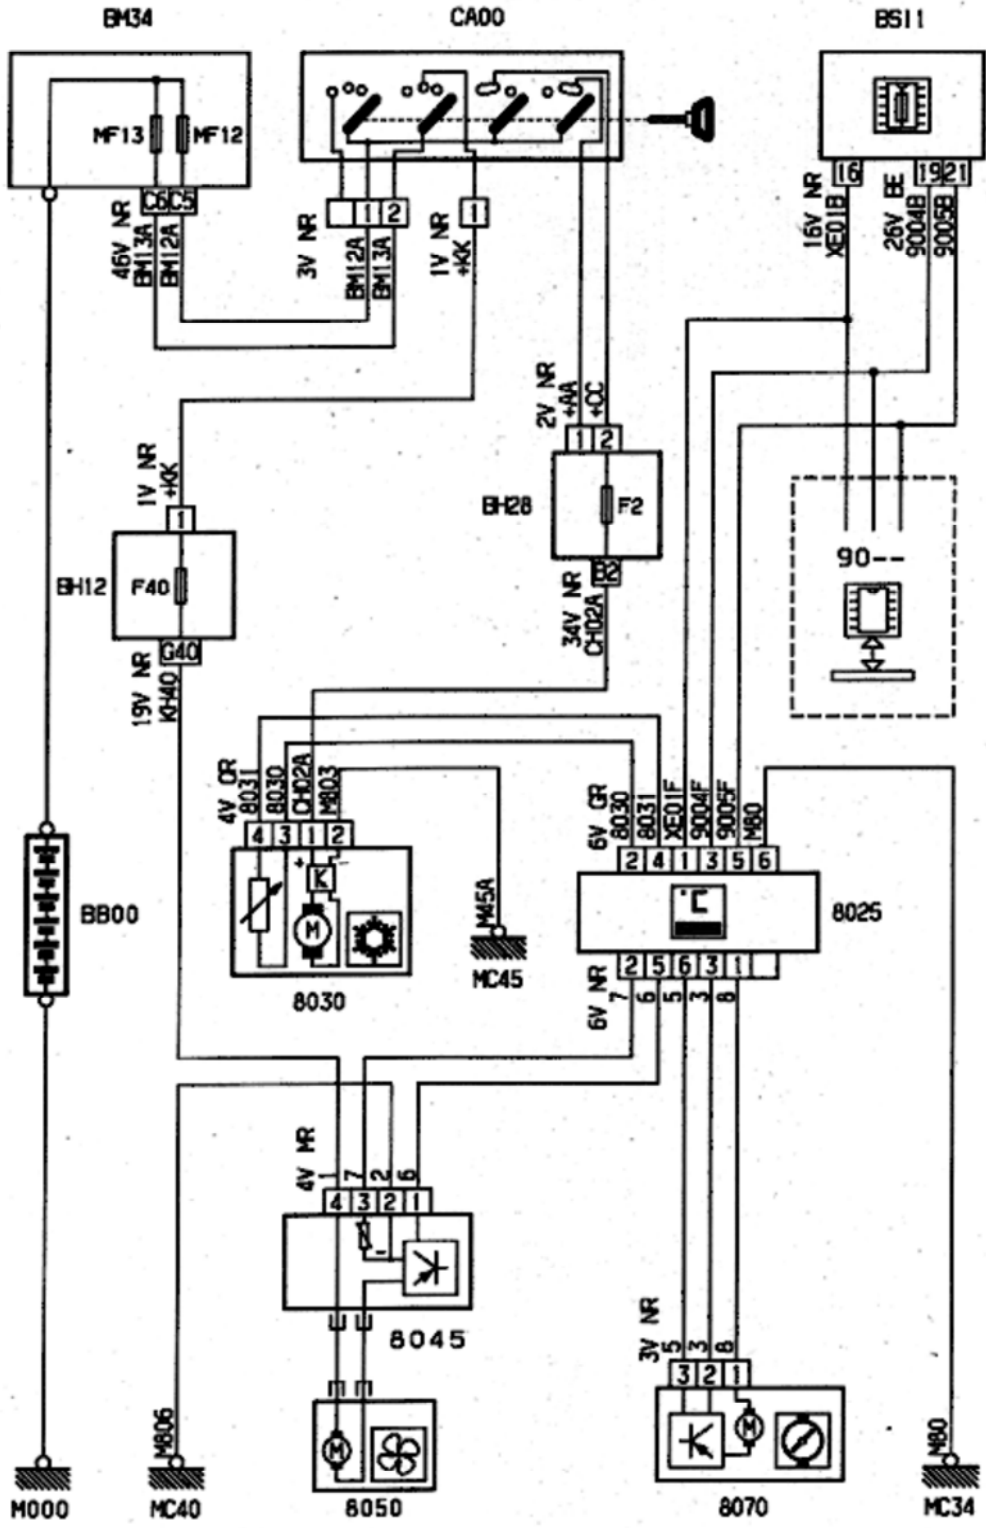 BM34
CA00
BSI1
MF13
MF12
C6 C5
46V NR
BM13A
BM12A
3V NR
1 2
BM12A
BM13A
1
1V NR
+KK
16
19 21
16V NR
XE01B
26V BE
9004B
9005B
2V NR
+AA
+CC
1 2
BH28
F2
B2
34V NR
CH02A
1V NR
+KK
1
BH12
F40
G40
19V NR
KH40
90--
4V GR
8031
8030
CH02A
M803
4 3 1 2
+
-
K
M
8030
M45A
MC45
6V GR
8030
8031
XE01F
9004F
9005F
M80
2 4 1 3 5 6
°C
8025
2 5 6 3 1
6V NR
7
6
5
3
8
BB00
4V MR
1
7
2
6
4 3 2 1
-
8045
M
8050
3V NR
5
3
8
3 2 1
M
8070
M000
M806
MC40
M80
MC34